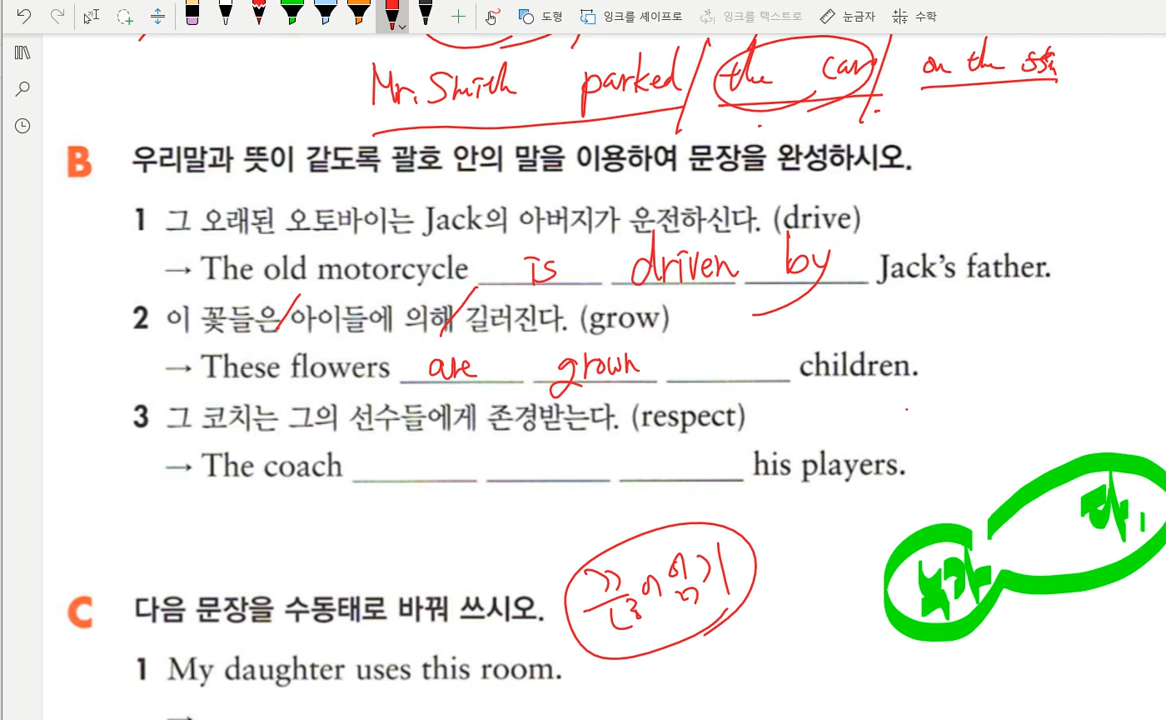 도형 잉크를 셰이프로 잉크를 텍스트로 눈금자 수학
Mr. Smith parked / the car / on the
B 우리말과 뜻이 같도록 괄호 안의 말을 이용하여 문장을 완성하시오.
1 그 오래된 오토바이는 Jack의 아버지가 운전하신다. (drive)
→ The old motorcycle is driven by Jack's father.
2 이 꽃들은/아이들에 의해/길러진다. (grow)
→ These flowers are grown ______ children.
3 그 코치는 그의 선수들에게 존경받는다. (respect)
→ The coach ______ ______ ______ his players.
C 다음 문장을 수동태로 바꿔 쓰시오.
1 My daughter uses this room.
→